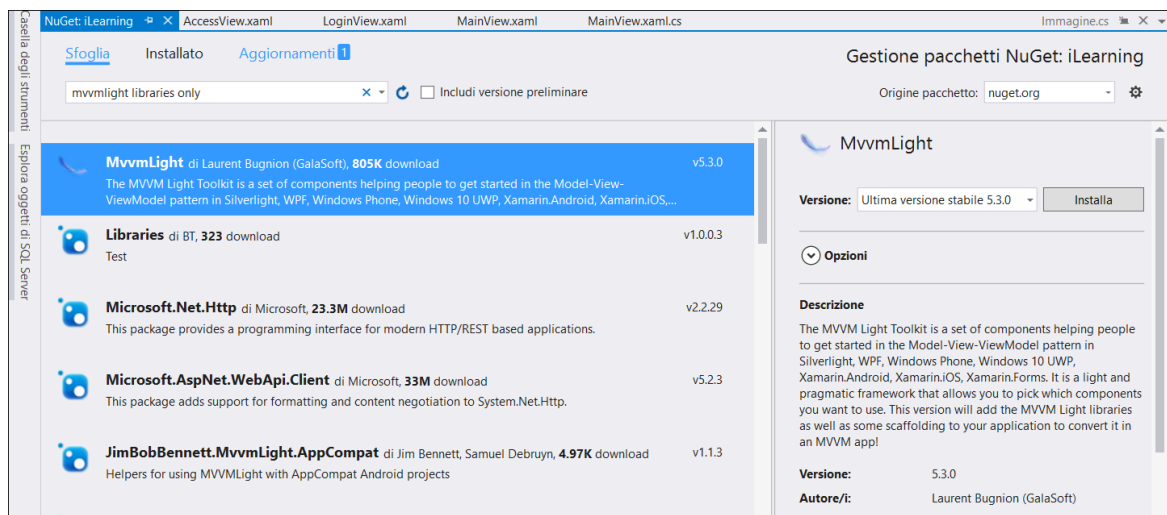 NuGet: iLearning
AccessView.xaml
LoginView.xaml
MainView.xaml
MainView.xaml.cs
Immagine.cs
Casella degli strumenti
Esplora oggetti di SQL Server
Sfoglia
Installato
Aggiornamenti 1
Gestione pacchetti NuGet: iLearning
mvvmlight libraries only
Includi versione preliminare
Origine pacchetto: nuget.org
MvvmLight di Laurent Bugnion (GalaSoft), 805K download
v5.3.0
The MVVM Light Toolkit is a set of components helping people to get started in the Model-View-
ViewModel pattern in Silverlight, WPF, Windows Phone, Windows 10 UWP, Xamarin.Android, Xamarin.iOS,...
Libraries di BT, 323 download
v1.0.0.3
Test
Microsoft.Net.Http di Microsoft, 23.3M download
v2.2.29
This package provides a programming interface for modern HTTP/REST based applications.
Microsoft.AspNet.WebApi.Client di Microsoft, 33M download
v5.2.3
This package adds support for formatting and content negotiation to System.Net.Http.
JimBobBennett.MvvmLight.AppCompat di Jim Bennett, Samuel Debruyn, 4.97K download
v1.1.3
Helpers for using MVVMLight with AppCompat Android projects
MvvmLight
Versione: Ultima versione stabile 5.3.0
Installa
Opzioni
Descrizione
The MVVM Light Toolkit is a set of components helping people
to get started in the Model-View-ViewModel pattern in
Silverlight, WPF, Windows Phone, Windows 10 UWP,
Xamarin.Android, Xamarin.iOS, Xamarin.Forms. It is a light and
pragmatic framework that allows you to pick which components
you want to use. This version will add the MVVM Light libraries
as well as some scaffolding to your application to convert it in
an MVVM app!
Versione: 5.3.0
Autore/i: Laurent Bugnion (GalaSoft)